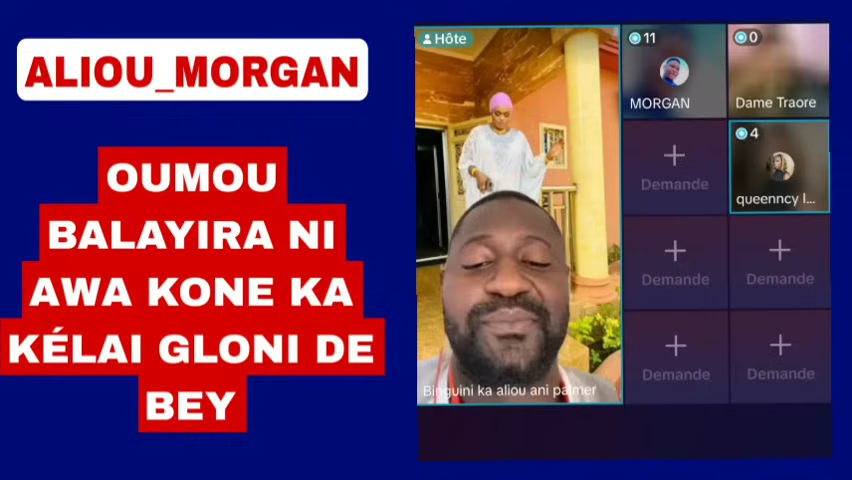 ALIOU_MORGAN
OUMOU
BALAYIRA NI
AWA KONE KA
KÉLAI GLONI DE
BEY
Hôte
Binguini ka aliou ani palmer
11
MORGAN
0
Dame Traore
Demande
4
queenncy l...
Demande
Demande
Demande
Demande